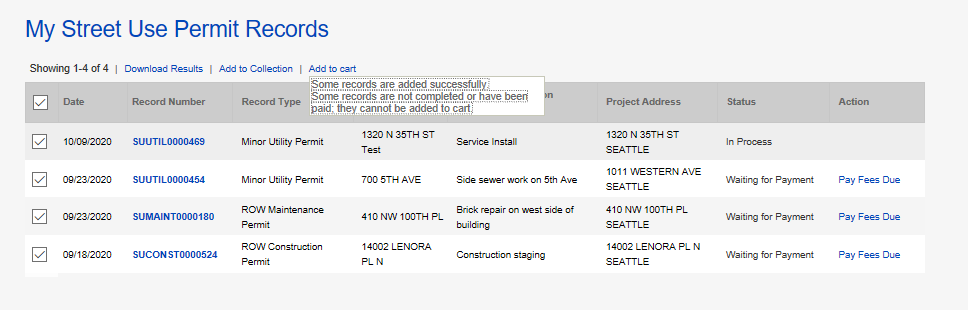 My Street Use Permit Records
Showing 1-4 of 4 | Download Results | Add to Collection | Add to cart
Some records are added successfully
Some records are not completed or have been
paid; they cannot be added to cart
Date Record Number Record Type on Project Address Status Action
10/09/2020 SUUTIL0000469 Minor Utility Permit 1320 N 35TH ST Test Service Install 1320 N 35TH ST SEATTLE In Process
09/23/2020 SUUTIL0000454 Minor Utility Permit 700 5TH AVE Side sewer work on 5th Ave 1011 WESTERN AVE SEATTLE Waiting for Payment Pay Fees Due
09/23/2020 SUMAINT0000180 ROW Maintenance Permit 410 NW 100TH PL Brick repair on west side of building 410 NW 100TH PL SEATTLE Waiting for Payment Pay Fees Due
09/18/2020 SUCONST0000524 ROW Construction Permit 14002 LENORA PL N Construction staging 14002 LENORA PL N SEATTLE Waiting for Payment Pay Fees Due